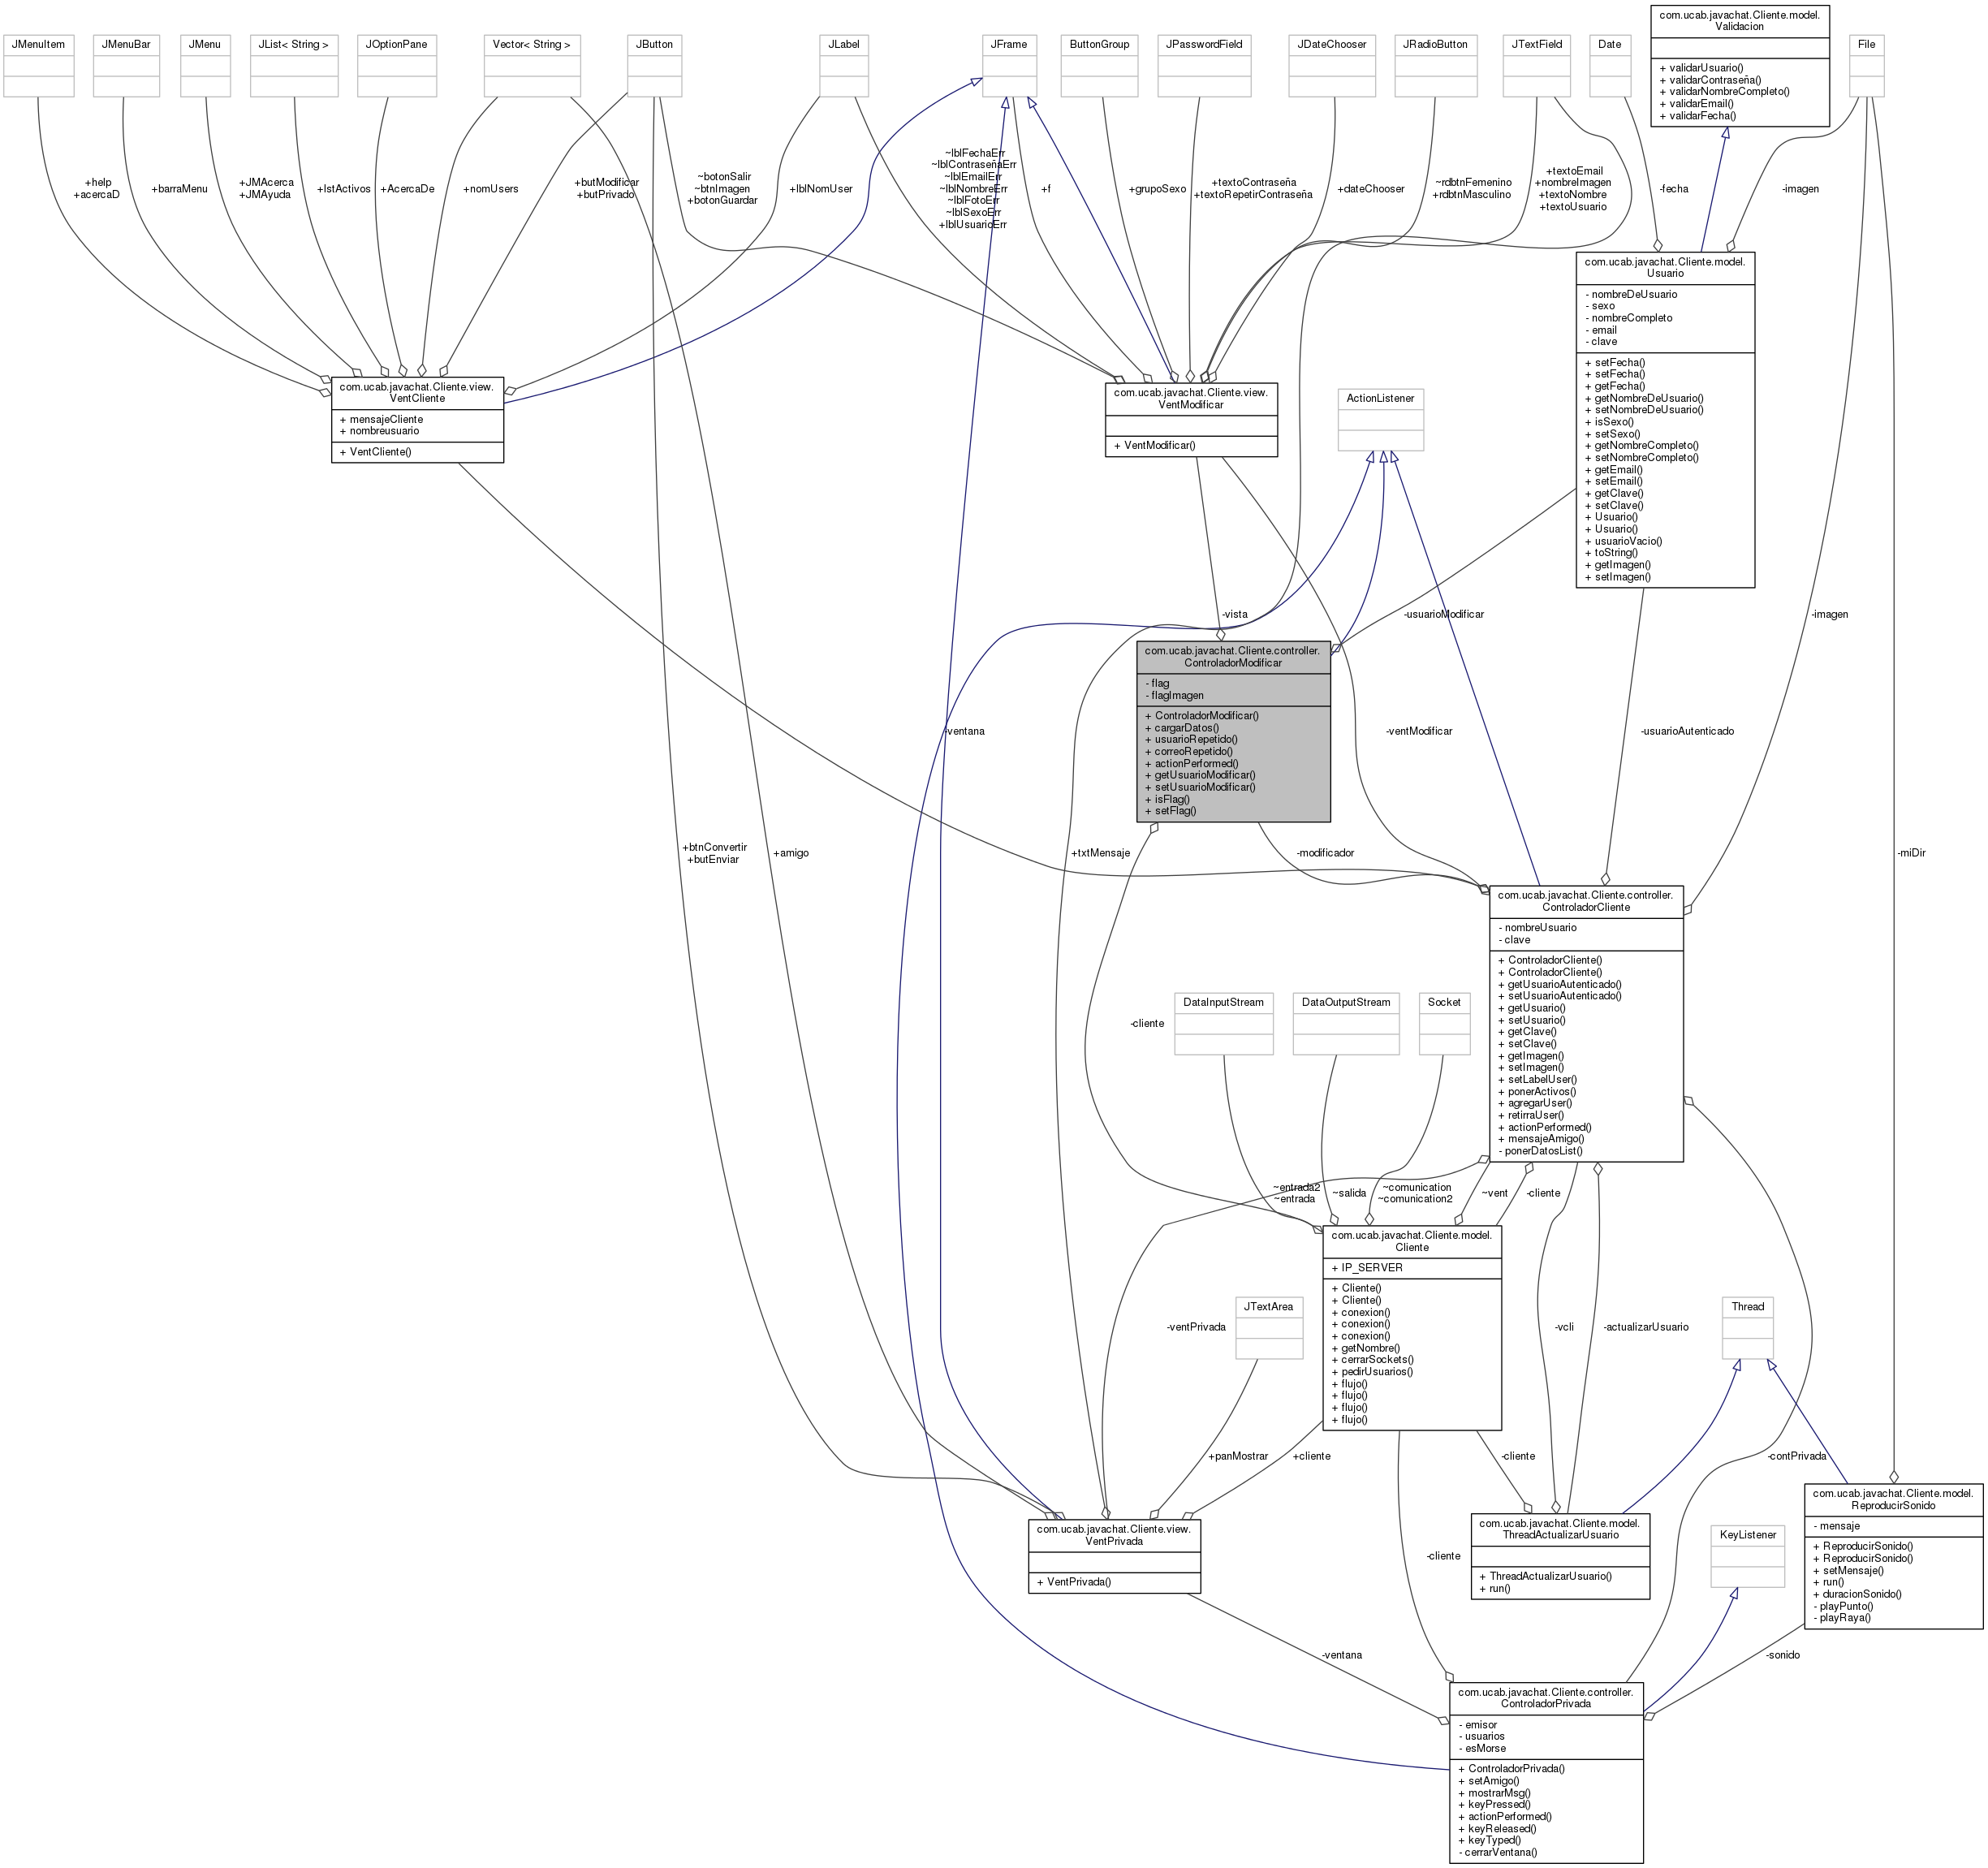 com.ucab.javachat.Cliente.model.
Validacion
+ validarUsuario()
+ validarContraseña()
+ validarNombreCompleto()
+ validarEmail()
+ validarFecha()
JMenuItem
JMenuBar
JMenu
JList< String >
JOptionPane
Vector< String >
JButton
JLabel
JFrame
ButtonGroup
JPasswordField
JDateChooser
JRadioButton
JTextField
Date
File
+help
+acercaD
+barraMenu
+JMAcerca
+JMAyuda
+lstActivos
+AcercaDe
+nomUsers
+butModificar
+butPrivado
~botonSalir
~btnImagen
+botonGuardar
+lblNomUser
~lblFechaErr
~lblContraseñaErr
~lblEmailErr
~lblNombreErr
~lblFotoErr
~lblSexoErr
+lblUsuarioErr
+f
+grupoSexo
+textoContraseña
+textoRepetirContraseña
+dateChooser
~rdbtnFemenino
+rdbtnMasculino
+textoEmail
+nombreImagen
+textoNombre
+textoUsuario
-fecha
-imagen
com.ucab.javachat.Cliente.model.
Usuario
- nombreDeUsuario
- sexo
- nombreCompleto
- email
- clave
+ setFecha()
+ setFecha()
+ getFecha()
+ getNombreDeUsuario()
+ setNombreDeUsuario()
+ isSexo()
+ setSexo()
+ getNombreCompleto()
+ setNombreCompleto()
+ getEmail()
+ setEmail()
+ getClave()
+ setClave()
+ Usuario()
+ Usuario()
+ usuarioVacio()
+ toString()
+ getImagen()
+ setImagen()
com.ucab.javachat.Cliente.view.
VentCliente
+ mensajeCliente
+ nombreusuario
+ VentCliente()
com.ucab.javachat.Cliente.view.
VentModificar
+ VentModificar()
ActionListener
-vista
-usuarioModificar
-imagen
com.ucab.javachat.Cliente.controller.
ControladorModificar
- flag
- flagImagen
+ ControladorModificar()
+ cargarDatos()
+ usuarioRepetido()
+ correoRepetido()
+ actionPerformed()
+ getUsuarioModificar()
+ setUsuarioModificar()
+ isFlag()
+ setFlag()
-ventana
-ventModificar
-usuarioAutenticado
+btnConvertir
+butEnviar
+amigo
+txtMensaje
-modificador
-miDir
com.ucab.javachat.Cliente.controller.
ControladorCliente
- nombreUsuario
- clave
+ ControladorCliente()
+ ControladorCliente()
+ getUsuarioAutenticado()
+ setUsuarioAutenticado()
+ getUsuario()
+ setUsuario()
+ getClave()
+ setClave()
+ getImagen()
+ setImagen()
+ setLabelUser()
+ ponerActivos()
+ agregarUser()
+ retirraUser()
+ actionPerformed()
+ mensajeAmigo()
- ponerDatosList()
-cliente
DataInputStream
DataOutputStream
Socket
~entrada2
~entrada
~salida
~comunication
~comunication2
~vent
-cliente
com.ucab.javachat.Cliente.model.
Cliente
+ IP_SERVER
+ Cliente()
+ Cliente()
+ conexion()
+ conexion()
+ conexion()
+ getNombre()
+ cerrarSockets()
+ pedirUsuarios()
+ flujo()
+ flujo()
+ flujo()
+ flujo()
-ventPrivada
JTextArea
-vcli
-actualizarUsuario
Thread
+panMostrar
+cliente
-cliente
-contPrivada
com.ucab.javachat.Cliente.model.
ReproducirSonido
- mensaje
+ ReproducirSonido()
+ ReproducirSonido()
+ setMensaje()
+ run()
+ duracionSonido()
- playPunto()
- playRaya()
com.ucab.javachat.Cliente.view.
VentPrivada
+ VentPrivada()
com.ucab.javachat.Cliente.model.
ThreadActualizarUsuario
+ ThreadActualizarUsuario()
+ run()
KeyListener
-cliente
-ventana
-sonido
com.ucab.javachat.Cliente.controller.
ControladorPrivada
- emisor
- usuarios
- esMorse
+ ControladorPrivada()
+ setAmigo()
+ mostrarMsg()
+ keyPressed()
+ actionPerformed()
+ keyReleased()
+ keyTyped()
- cerrarVentana()